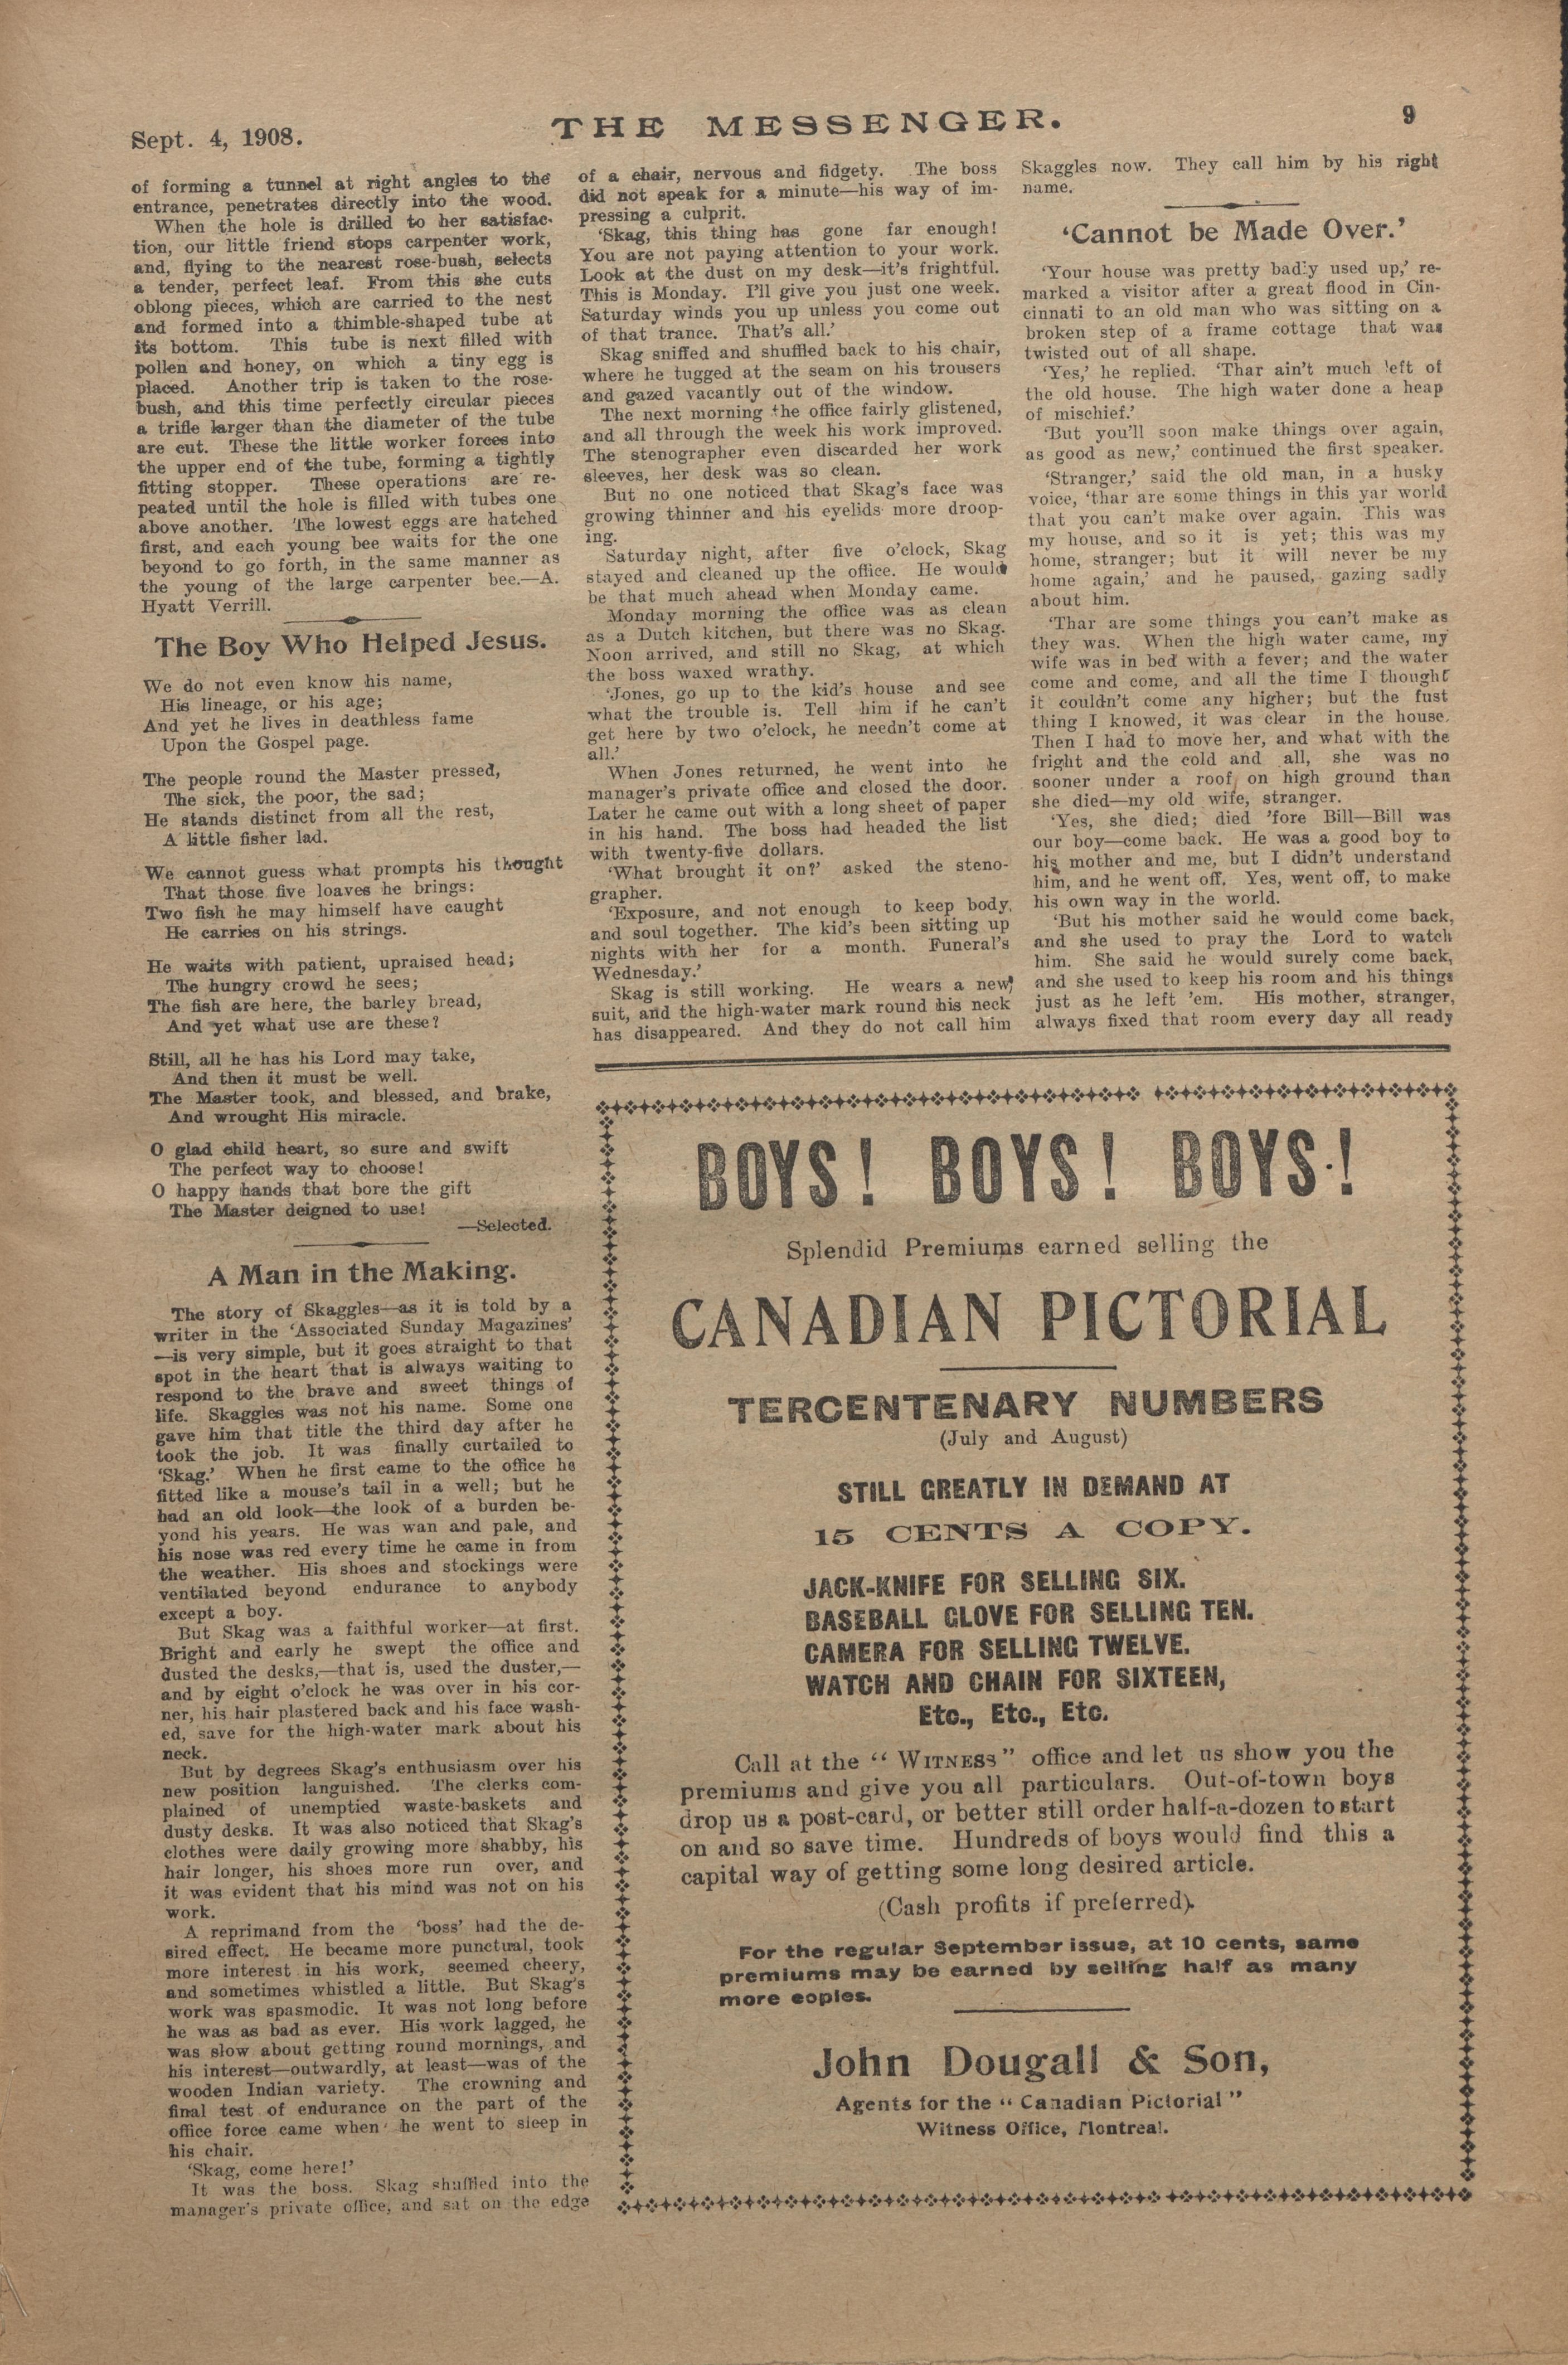 Sept. 4, 1908.
THE MESSENGER.
9
of forming a tunnel at right angles to the
entrance, penetrates directly into the wood.
When the hole is drilled to her satisfac-
tion, our little friend stops carpenter work,
and, flying to the nearest rose-bush, selects
a tender, perfect leaf. From this she cuts
oblong pieces, which are carried to the nest
and formed into a thimble-shaped tube at
its bottom. This tube is next filled with
pollen and honey, on which a tiny egg is
placed. Another trip is taken to the rose-
bush, and this time perfectly circular pieces
a trifle larger than the diameter of the tube
are cut. These the little worker forces into
the upper end of the tube, forming a tightly
fitting stopper. These operations are re-
peated until the hole is filled with tubes one
above another. The lowest eggs are hatched
first, and each young bee waits for the one
beyond to go forth, in the same manner as
the young of the large carpenter bee.—A.
Hyatt Verrill.
The Boy Who Helped Jesus.
We do not even know his name,
His lineage, or his age;
And yet he lives in deathless fame
Upon the Gospel page.
The people round the Master pressed,
The sick, the poor, the sad;
He stands distinct from all the rest,
A little fisher lad.
We cannot guess what prompts his thought
That those five loaves he brings:
Two fish he may himself have caught
He carries on his strings.
He waits with patient, upraised head;
The hungry crowd he sees;
The fish are here, the barley bread,
And yet what use are these?
Still, all he has his Lord may take,
And then it must be well.
The Master took, and blessed, and brake,
And wrought His miracle.
O glad child heart, so sure and swift
The perfect way to choose!
O happy hands that bore the gift
The Master deigned to use!
—Selected.
A Man in the Making.
The story of Skaggles—as it is told by a
writer in the 'Associated Sunday Magazines'
—is very simple, but it goes straight to that
spot in the heart that is always waiting to
respond to the brave and sweet things of
life. Skaggles was not his name. Some one
gave him that title the third day after he
took the job. It was finally curtailed to
'Skag.' When he first came to the office he
fitted like a mouse's tail in a well; but he
had an old look—the look of a burden be-
yond his years. He was wan and pale, and
his nose was red every time he came in from
the weather. His shoes and stockings were
ventilated beyond endurance to anybody
except a boy.
But Skag was a faithful worker—at first.
Bright and early he swept the office and
dusted the desks,—that is, used the duster,—
and by eight o'clock he was over in his cor-
ner, his hair plastered back and his face wash-
ed, save for the high-water mark about his
neck.
But by degrees Skag's enthusiasm over his
new position languished. The clerks com-
plained of unemptied waste-baskets and
dusty desks. It was also noticed that Skag's
clothes were daily growing more shabby, his
hair longer, his shoes more run over, and
it was evident that his mind was not on his
work.
A reprimand from the 'boss' had the de-
sired effect. He became more punctual, took
more interest in his work, seemed cheery,
and sometimes whistled a little. But Skag's
work was spasmodic. It was not long before
he was as bad as ever. His work lagged, he
was slow about getting round mornings, and
his interest—outwardly, at least—was of the
wooden Indian variety. The crowning and
final test of endurance on the part of the
office force came when he went to sleep in
his chair.
'Skag, come here!'
It was the boss. Skag shuffled into the
manager's private office, and sat on the edge
of a chair, nervous and fidgety. The boss
did not speak for a minute—his way of im-
pressing a culprit.
'Skag, this thing has gone far enough!
You are not paying attention to your work.
Look at the dust on my desk—it's frightful.
This is Monday. I'll give you just one week.
Saturday winds you up unless you come out
of that trance. That's all.'
Skag sniffed and shuffled back to his chair,
where he tugged at the seam on his trousers
and gazed vacantly out of the window.
The next morning the office fairly glistened,
and all through the week his work improved.
The stenographer even discarded her work
sleeves, her desk was so clean.
But no one noticed that Skag's face was
growing thinner and his eyelids more droop-
ing.
Saturday night, after five o'clock, Skag
stayed and cleaned up the office. He would
be that much ahead when Monday came.
Monday morning the office was as clean
as a Dutch kitchen, but there was no Skag.
Noon arrived, and still no Skag, at which
the boss waxed wrathy.
'Jones, go up to the kid's house and see
what the trouble is. Tell him if he can't
get here by two o'clock, he needn't come at
all.'
When Jones returned, he went into he
manager's private office and closed the door.
Later he came out with a long sheet of paper
in his hand. The boss had headed the list
with twenty-five dollars.
'What brought it on?' asked the steno-
grapher.
'Exposure, and not enough to keep body
and soul together. The kid's been sitting up
nights with her for a month. Funeral's
Wednesday.'
Skag is still working. He wears a new
suit, and the high-water mark round his neck
has disappeared. And they do not call him
Skaggles now. They call him by his right
name.
'Cannot be Made Over.'
'Your house was pretty badly used up,' re-
marked a visitor after a great flood in Cin-
cinnati to an old man who was sitting on a
broken step of a frame cottage that was
twisted out of all shape.
'Yes,' he replied. 'Thar ain't much left of
the old house. The high water done a heap
of mischief.'
'But you'll soon make things over again,
as good as new,' continued the first speaker.
'Stranger,' said the old man, in a husky
voice, 'thar are some things in this yar world
that you can't make over again. This was
my house, and so it is yet; this was my
home, stranger; but it will never be my
home again,' and he paused, gazing sadly
about him.
'Thar are some things you can't make as
they was. When the high water came, my
wife was in bed with a fever; and the water
come and come, and all the time I thought
it couldn't come any higher; but the fust
thing I knowed, it was clear in the house.
Then I had to move her, and what with the
fright and the cold and all, she was no
sooner under a roof on high ground than
she died—my old wife, stranger.
'Yes, she died; died 'fore Bill—Bill was
our boy—come back. He was a good boy to
his mother and me, but I didn't understand
him, and he went off. Yes, went off, to make
his own way in the world.
'But his mother said he would come back,
and she used to pray the Lord to watch
him. She said he would surely come back,
and she used to keep his room and his things
just as he left 'em. His mother, stranger,
always fixed that room every day all ready
BOYS! BOYS! BOYS!
Splendid Premiums earned selling the
CANADIAN PICTORIAL
TERCENTENARY NUMBERS
(July and August)
STILL GREATLY IN DEMAND AT
15 CENTS A COPY.
JACK-KNIFE FOR SELLING SIX.
BASEBALL GLOVE FOR SELLING TEN.
CAMERA FOR SELLING TWELVE.
WATCH AND CHAIN FOR SIXTEEN,
Etc., Etc., Etc.
Call at the "WITNESS" office and let us show you the
premiums and give you all particulars. Out-of-town boys
drop us a post-card, or better still order half-a-dozen to start
on and so save time. Hundreds of boys would find this a
capital way of getting some long desired article.
(Cash profits if preferred).
For the regular September issue, at 10 cents, same
premiums may be earned by selling half as many
more copies.
John Dougall & Son,
Agents for the "Canadian Pictorial"
Witness Office, Montreal.